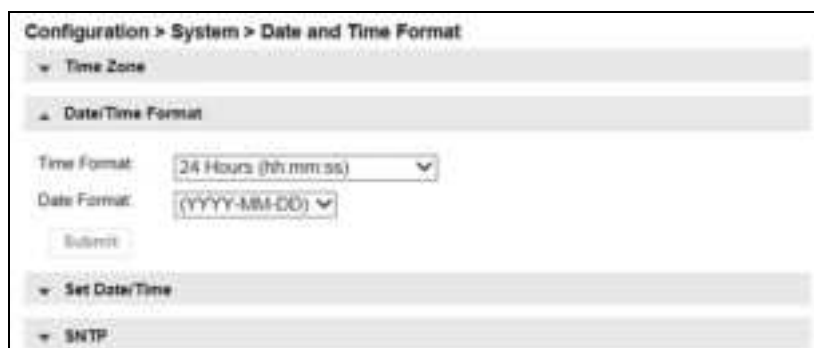 Configuration > System > Date and Time Format
Time Zone
Date/Time Format
Time Format: 24 Hours (hh:mm:ss)
Date Format: (YYYY-MM-DD)
Submit
Set Date/Time
SNTP